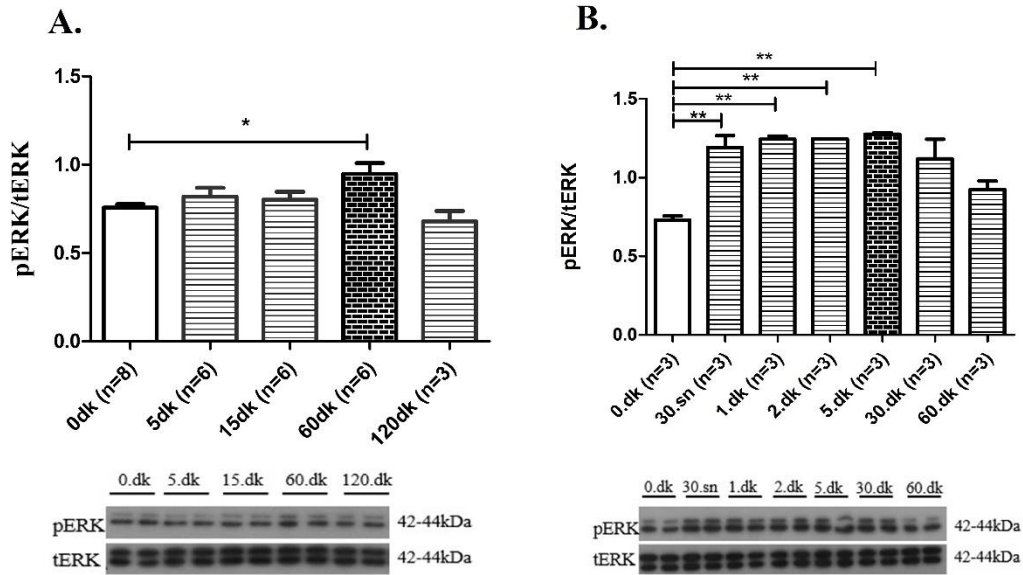 A.
pERK/tERK
1.5
1.0
0.5
0.0
*
0dk (n=8)
5dk (n=6)
15dk (n=6)
60dk (n=6)
120dk (n=3)
0.dk 5.dk 15.dk 60.dk 120.dk
pERK 42-44kDa
tERK 42-44kDa
B.
pERK/tERK
1.5
1.0
0.5
0.0
**
**
**
**
0.dk (n=3)
30.sn (n=3)
1.dk (n=3)
2.dk (n=3)
5.dk (n=3)
30.dk (n=3)
60.dk (n=3)
0.dk 30.sn 1.dk 2.dk 5.dk 30.dk 60.dk
pERK 42-44kDa
tERK 42-44kDa